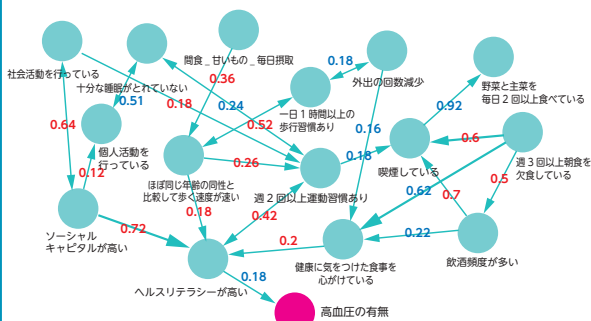 間食＿甘いもの＿毎日摂取
0.18
外出の回数減少
社会活動を行っている
十分な睡眠がとれていない
0.36
野菜と主菜を
毎日２回以上食べている
0.51
0.18
0.24
0.92
一日１時間以上の
歩行習慣あり
0.64
0.52
0.16
0.6
個人活動を
行っている
0.26
0.18
喫煙している
週３回以上朝食を
欠食している
0.12
ほぼ同じ年齢の同性と
比較して歩く速度が速い
週２回以上運動習慣あり
0.62
0.7
0.5
0.18
0.42
0.72
ソーシャル
キャピタルが高い
0.2
0.22
健康に気をつけた食事を
心がけている
飲酒頻度が多い
ヘルスリテラシーが高い
0.18
高血圧の有無